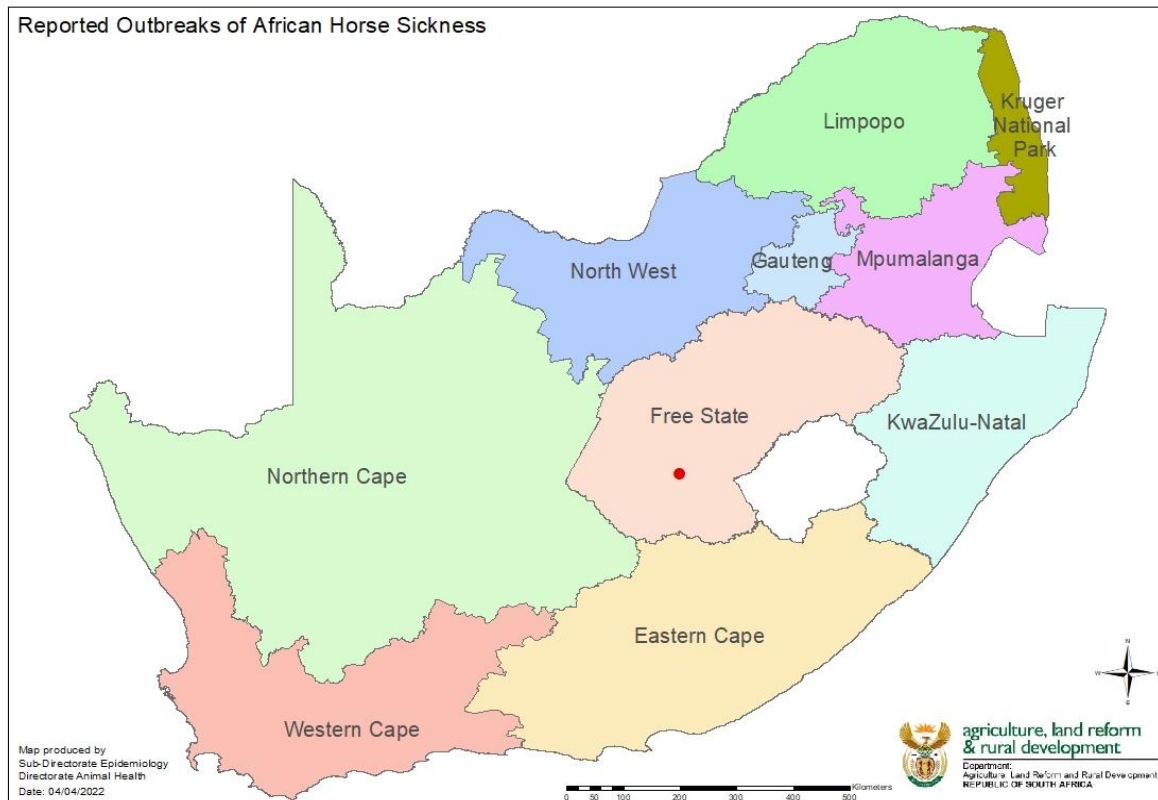 Reported Outbreaks of African Horse Sickness
Limpopo
Kruger
National
Park
North West
Gauteng
Mpumalanga
Free State
KwaZulu-Natal
Northern Cape
Eastern Cape
Western Cape
N
W
S
Map produced by
Sub-Directorate Epidemiology
Directorate Animal Health
Date: 04/04/2022
Kilometers
0 50 100 200 300 400 500
agriculture, land reform
& rural development
Department:
Agriculture, Land Reform and Rural Development
REPUBLIC OF SOUTH AFRICA